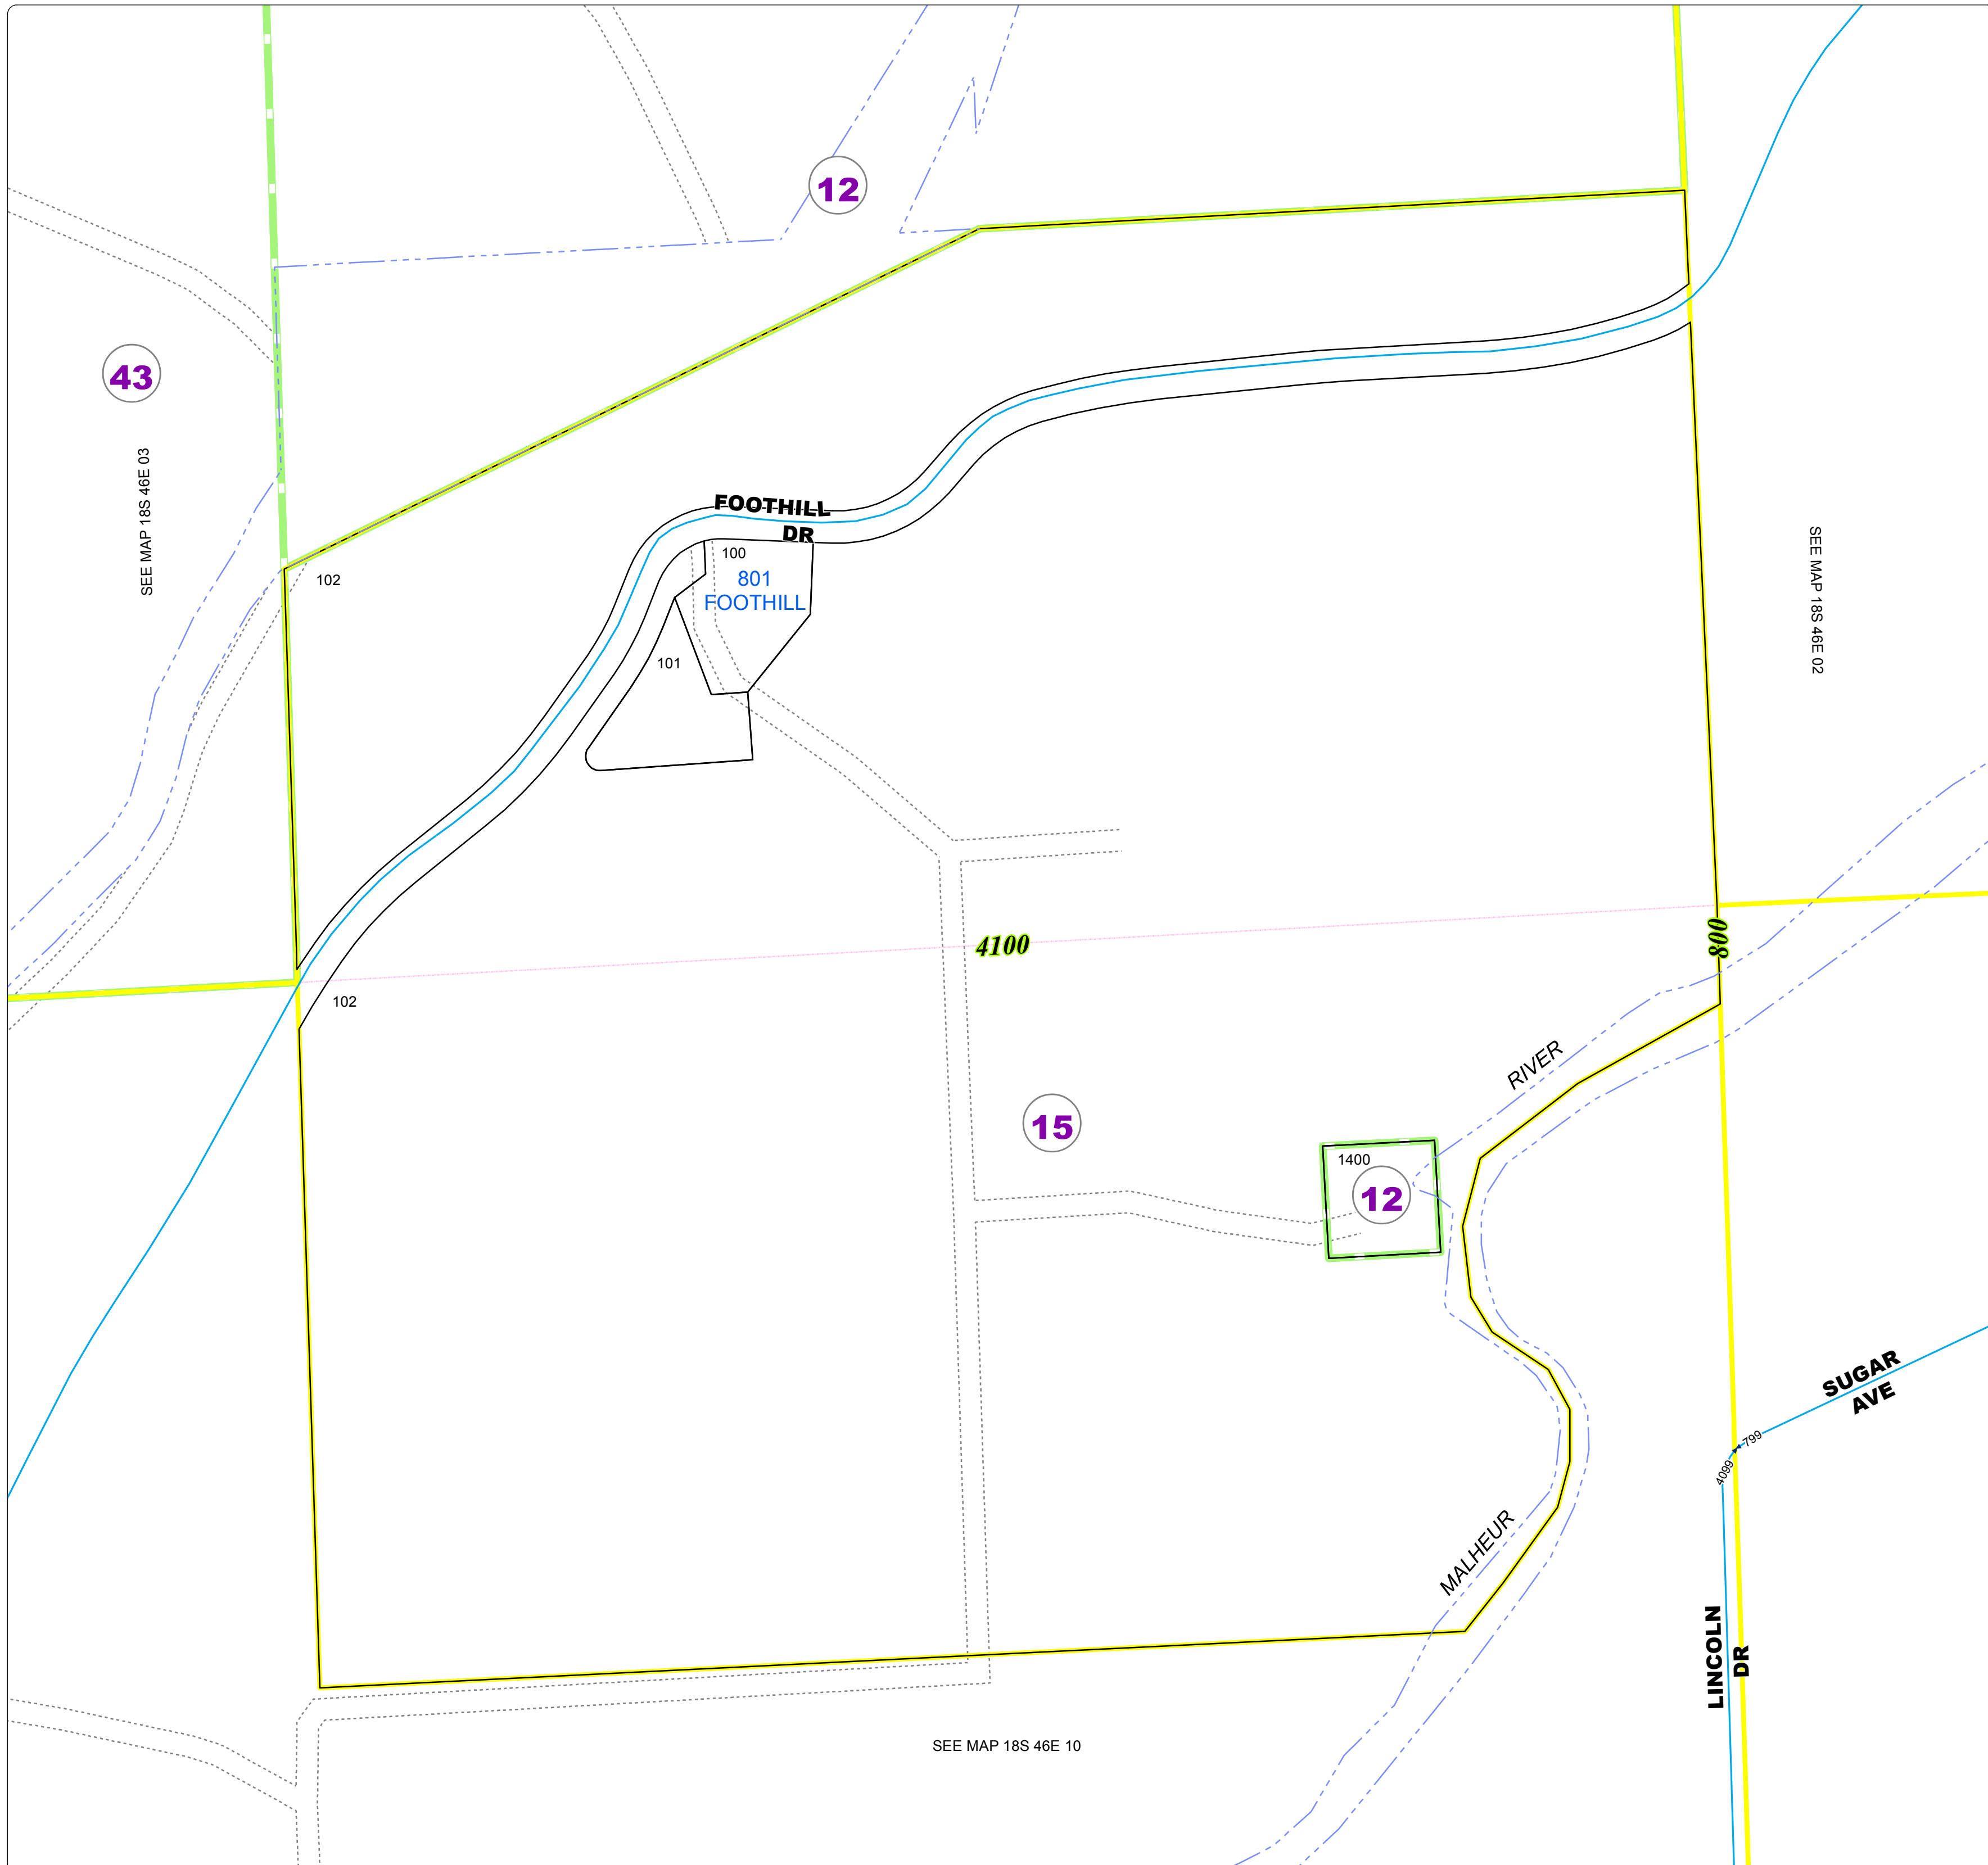 12
43
SEE MAP 18S 46E 03
FOOTHILL
DR
100
801
FOOTHILL
102
101
SEE MAP 18S 46E 02
4100
800
102
RIVER
15
1400
12
SUGAR
AVE
799
4099
MALHEUR
LINCOLN
DR
SEE MAP 18S 46E 10